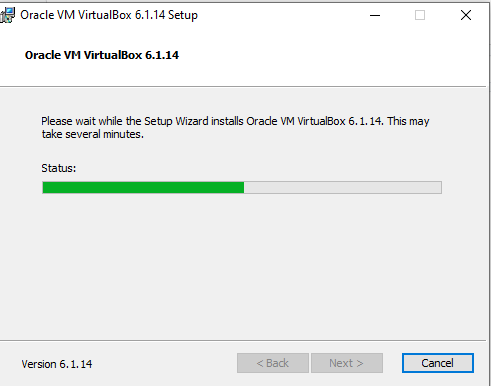 Oracle VM VirtualBox 6.1.14 Setup
Oracle VM VirtualBox 6.1.14
Please wait while the Setup Wizard installs Oracle VM VirtualBox 6.1.14. This may
take several minutes.
Status:
Version 6.1.14
< Back
Next >
Cancel